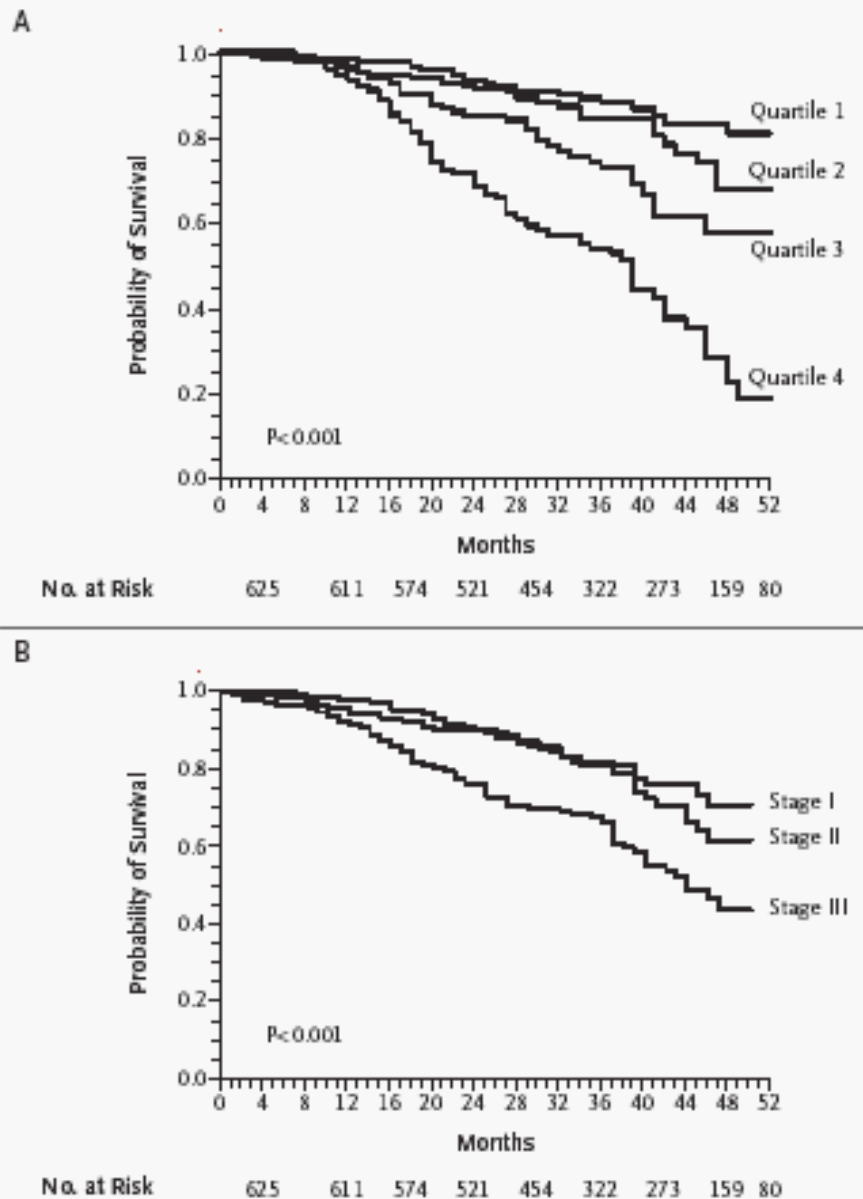 A
1.0
0.8
0.6
0.4
0.2
0.0
Probability of Survival
Quartile 1
Quartile 2
Quartile 3
Quartile 4
P<0.001
0 4 8 12 16 20 24 28 32 36 40 44 48 52
Months
No. at Risk 625 611 574 521 454 322 273 159 80
B
1.0
0.8
0.6
0.4
0.2
0.0
Probability of Survival
Stage I
Stage II
Stage III
P<0.001
0 4 8 12 16 20 24 28 32 36 40 44 48 52
Months
No. at Risk 625 611 574 521 454 322 273 159 80